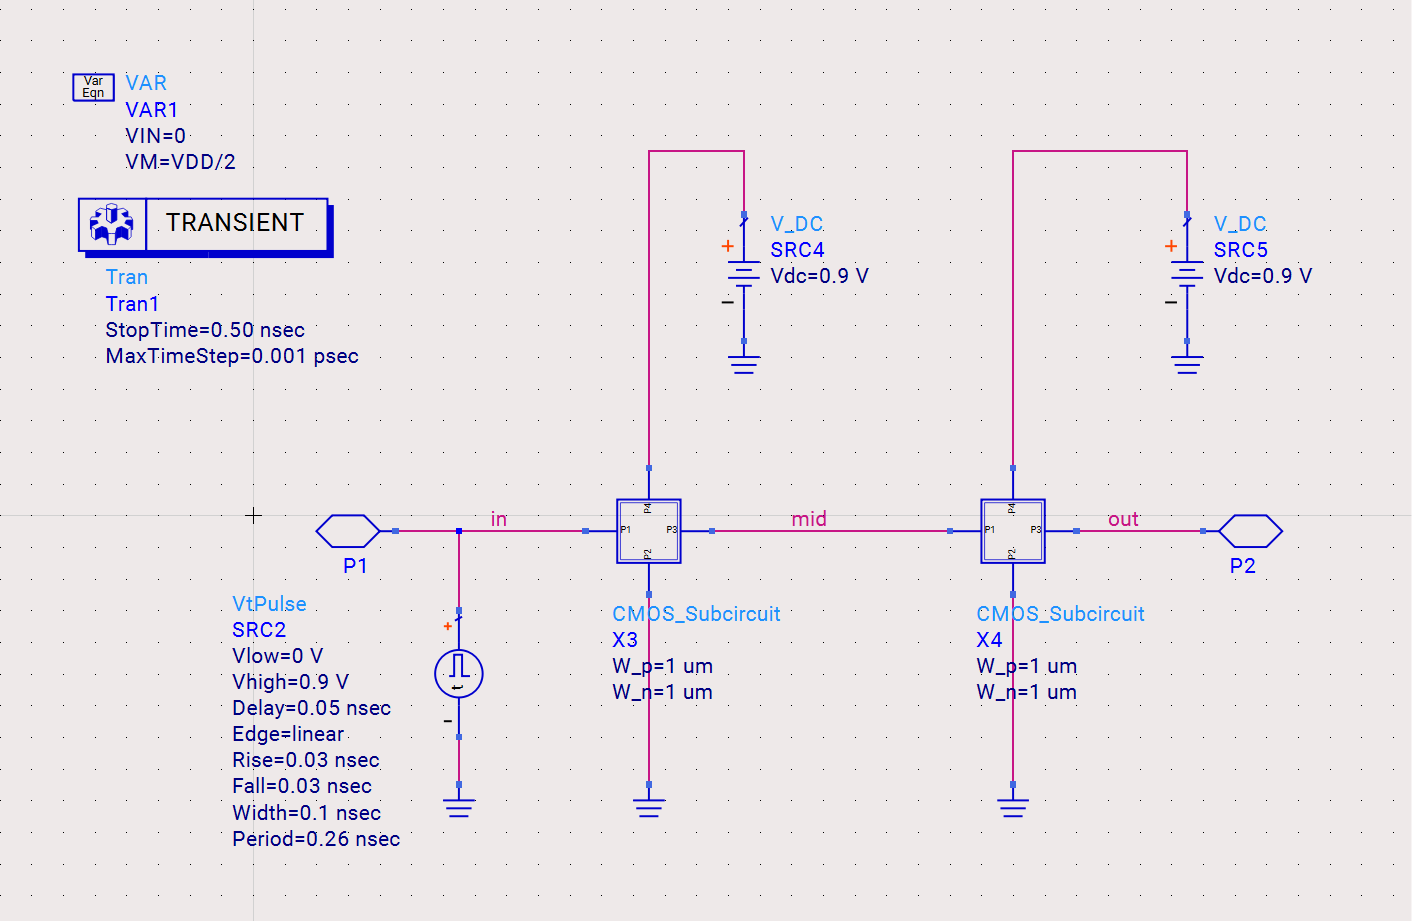 Var
Eqn
VAR
VAR1
VIN=0
VM=VDD/2
TRANSIENT
Tran
Tran1
StopTime=0.50 nsec
MaxTimeStep=0.001 psec
V_DC
SRC4
Vdc=0.9 V
+
−
V_DC
SRC5
Vdc=0.9 V
+
−
P1
in
P1
P4
P3
P2
mid
P1
P4
P3
P2
out
P2
VtPulse
SRC2
Vlow=0 V
Vhigh=0.9 V
Delay=0.05 nsec
Edge=linear
Rise=0.03 nsec
Fall=0.03 nsec
Width=0.1 nsec
Period=0.26 nsec
+
t
−
CMOS_Subcircuit
X3
W_p=1 um
W_n=1 um
CMOS_Subcircuit
X4
W_p=1 um
W_n=1 um